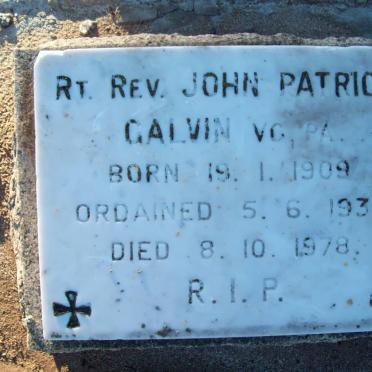 RT. REV. JOHN PATRIC
GALVIN VG, PA.
BORN 19. 1. 1909
ORDAINED 5. 6. 193
DIED 8. 10. 1978.
R. I. P.